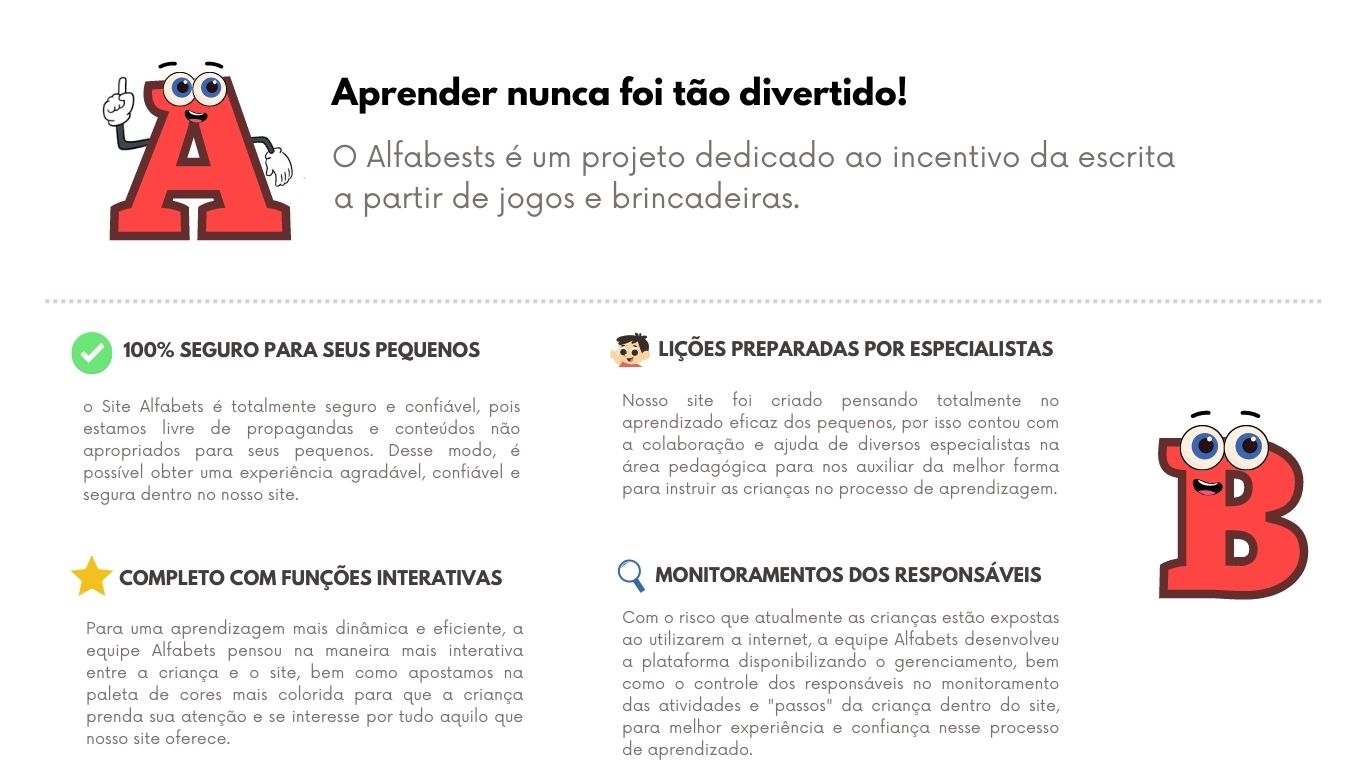 Aprender nunca foi tão divertido!
O Alfabests é um projeto dedicado ao incentivo da escrita
a partir de jogos e brincadeiras.
100% SEGURO PARA SEUS PEQUENOS
o Site Alfabets é totalmente seguro e confiável, pois
estamos livre de propagandas e conteúdos não
apropriados para seus pequenos. Desse modo, é
possível obter uma experiência agradável, confiável e
segura dentro no nosso site.
LIÇÕES PREPARADAS POR ESPECIALISTAS
Nosso site foi criado pensando totalmente no
aprendizado eficaz dos pequenos, por isso contou com
a colaboração e ajuda de diversos especialistas na
área pedagógica para nos auxiliar da melhor forma
para instruir as crianças no processo de aprendizagem.
COMPLETO COM FUNÇÕES INTERATIVAS
Para uma aprendizagem mais dinâmica e eficiente, a
equipe Alfabets pensou na maneira mais interativa
entre a criança e o site, bem como apostamos na
paleta de cores mais colorida para que a criança
prenda sua atenção e se interesse por tudo aquilo que
nosso site oferece.
MONITORAMENTOS DOS RESPONSÁVEIS
Com o risco que atualmente as crianças estão expostas
ao utilizarem a internet, a equipe Alfabets desenvolveu
a plataforma disponibilizando o gerenciamento, bem
como o controle dos responsáveis no monitoramento
das atividades e "passos" da criança dentro do site,
para melhor experiência e confiança nesse processo
de aprendizado.
A
B